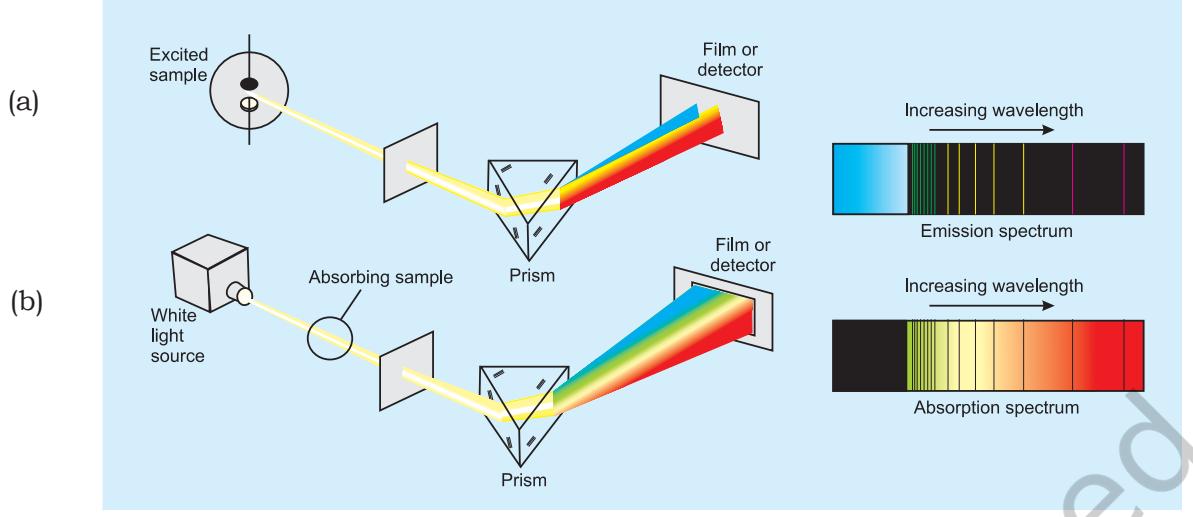 (a)
Excited
sample
Film or
detector
Prism
Increasing wavelength
Emission spectrum
(b)
White
light
source
Absorbing sample
Film or
detector
Prism
Increasing wavelength
Absorption spectrum